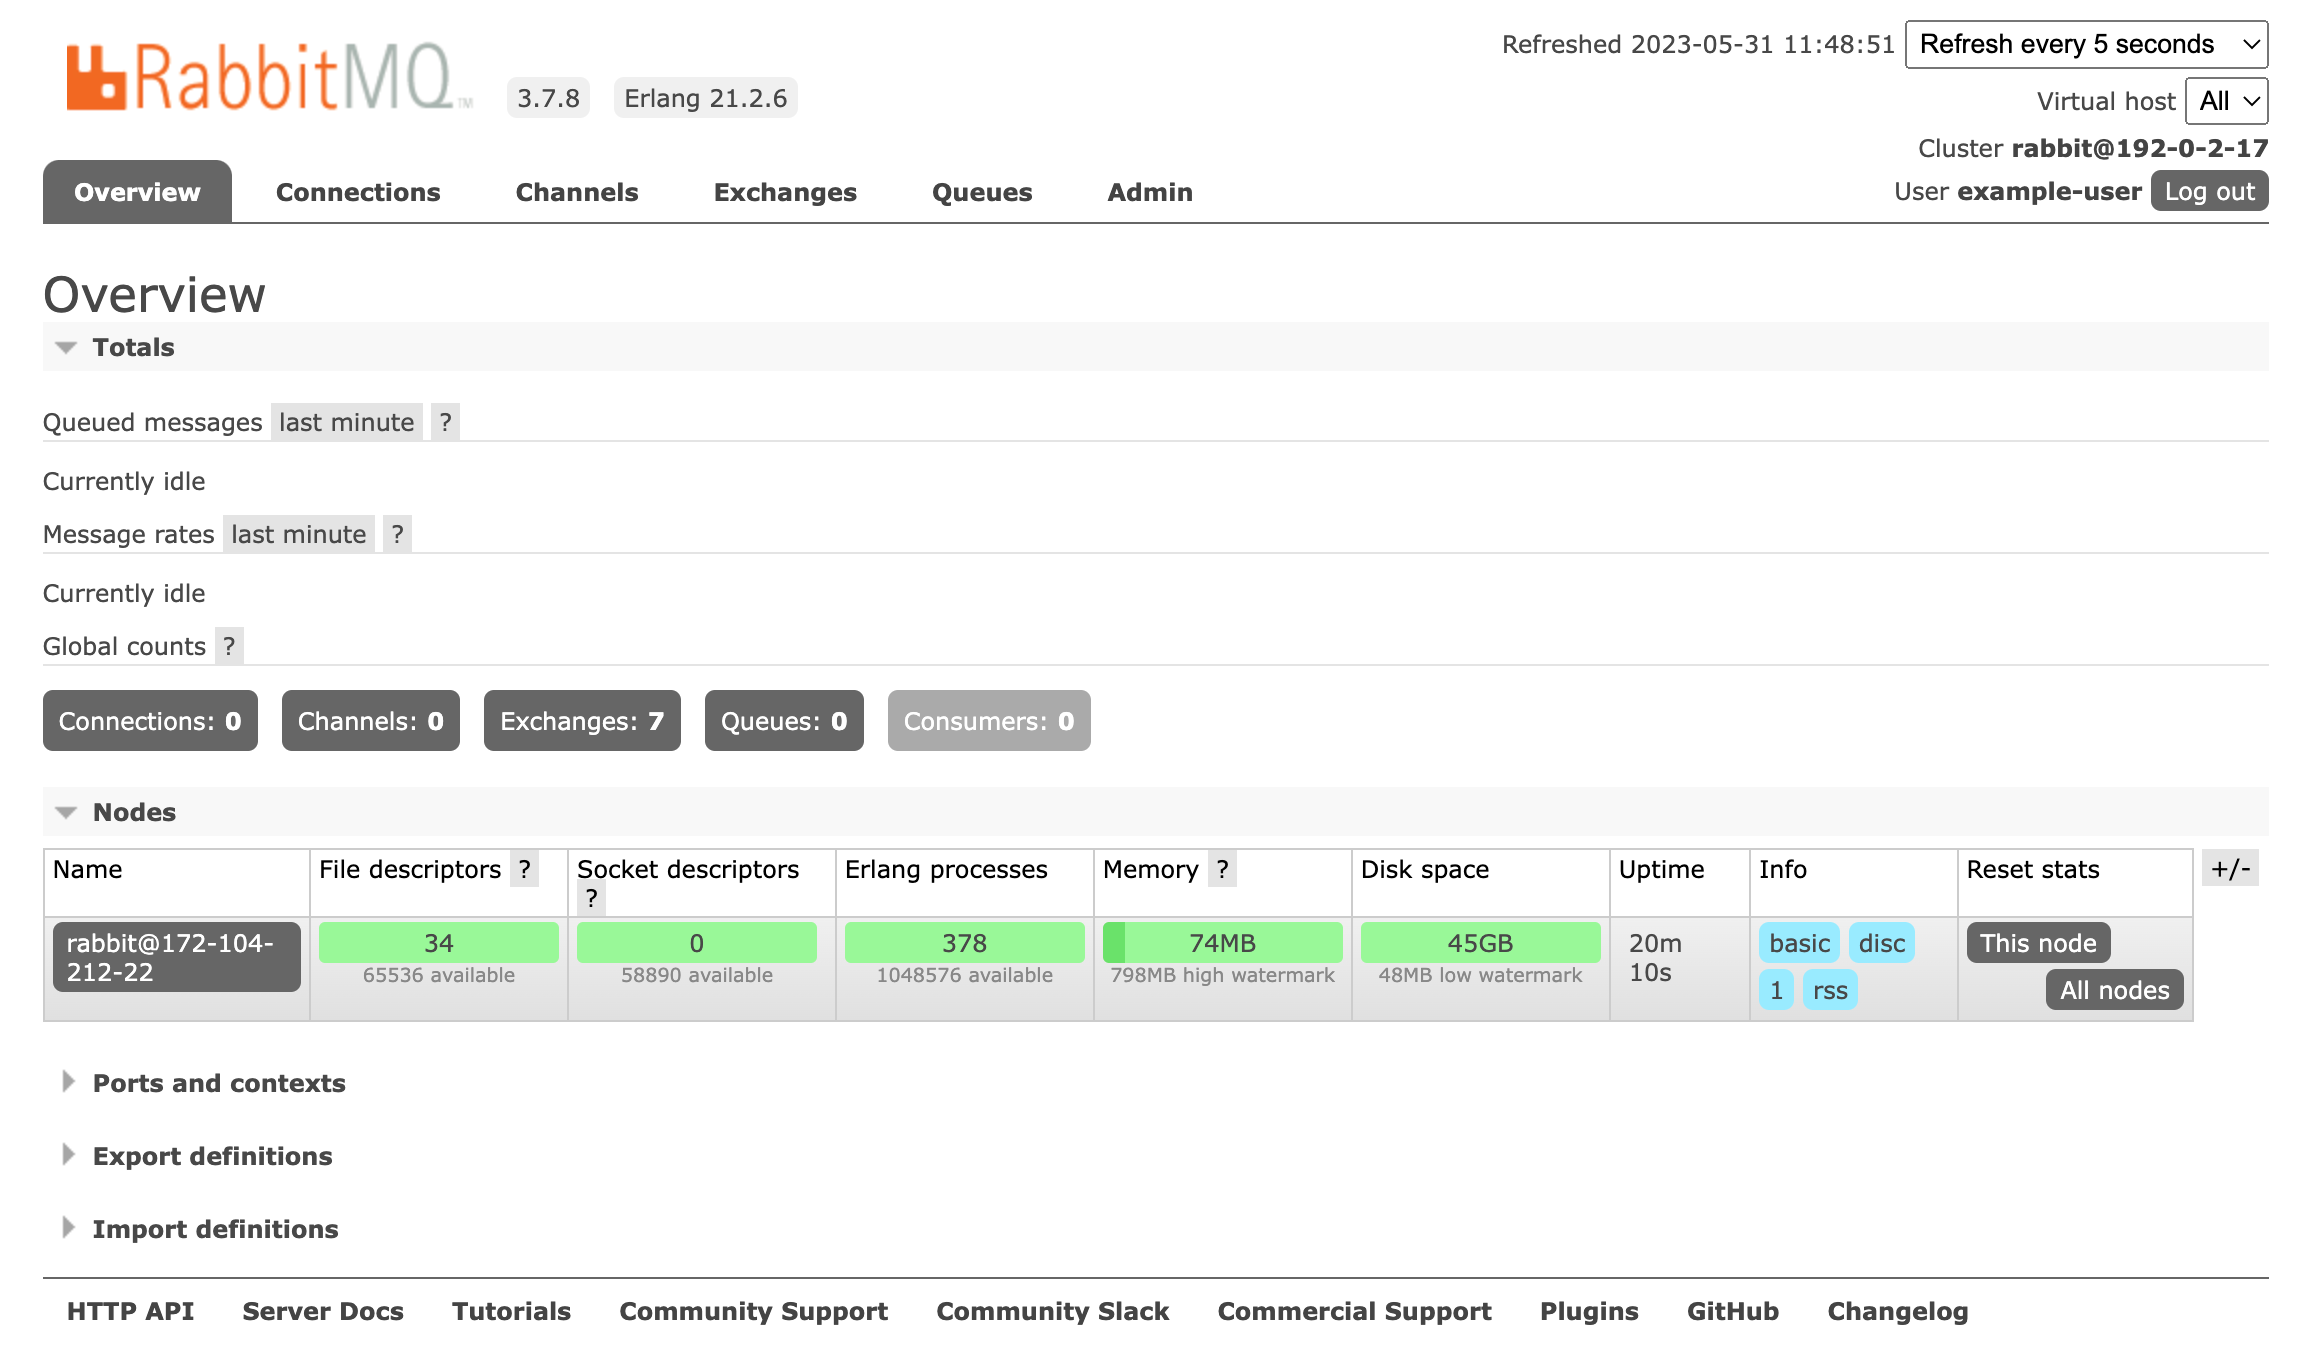 RabbitMQ™ 3.7.8 Erlang 21.2.6
Refreshed 2023-05-31 11:48:51 Refresh every 5 seconds
Virtual host All
Cluster rabbit@192-0-2-17
User example-user Log out
Overview Connections Channels Exchanges Queues Admin
Overview
Totals
Queued messages last minute ?
Currently idle
Message rates last minute ?
Currently idle
Global counts ?
Connections: 0 Channels: 0 Exchanges: 7 Queues: 0 Consumers: 0
Nodes
Name File descriptors ? Socket descriptors ? Erlang processes Memory ? Disk space Uptime Info Reset stats +/-
rabbit@172-104-212-22 34 0 378 74MB 45GB 20m 10s basic disc 1 rss This node All nodes
65536 available 58890 available 1048576 available 798MB high watermark 48MB low watermark
Ports and contexts
Export definitions
Import definitions
HTTP API Server Docs Tutorials Community Support Community Slack Commercial Support Plugins GitHub Changelog